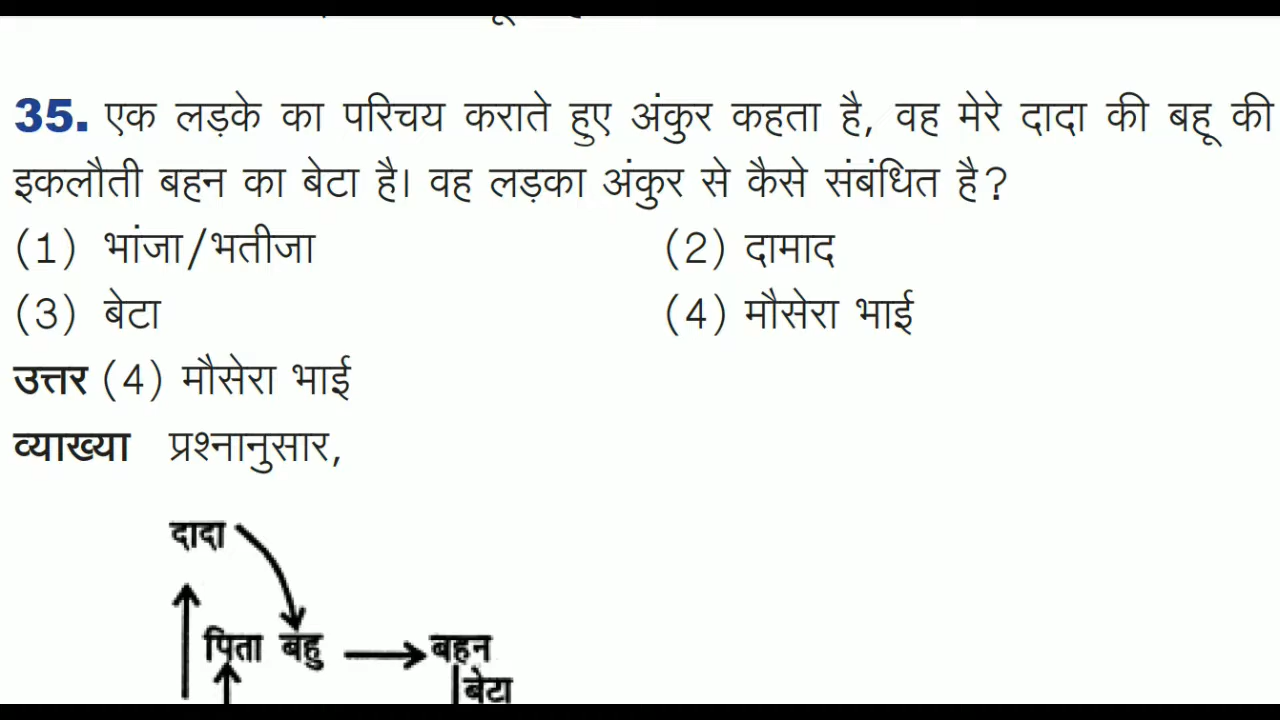 35. एक लड़के का परिचय कराते हुए अंकुर कहता है, वह मेरे दादा की बहू की
इकलौती बहन का बेटा है। वह लड़का अंकुर से कैसे संबंधित है?
(1) भांजा/भतीजा (2) दामाद
(3) बेटा (4) मौसेरा भाई
उत्तर (4) मौसेरा भाई
व्याख्या प्रश्नानुसार,
दादा
पिता बहु बहन
बेटा